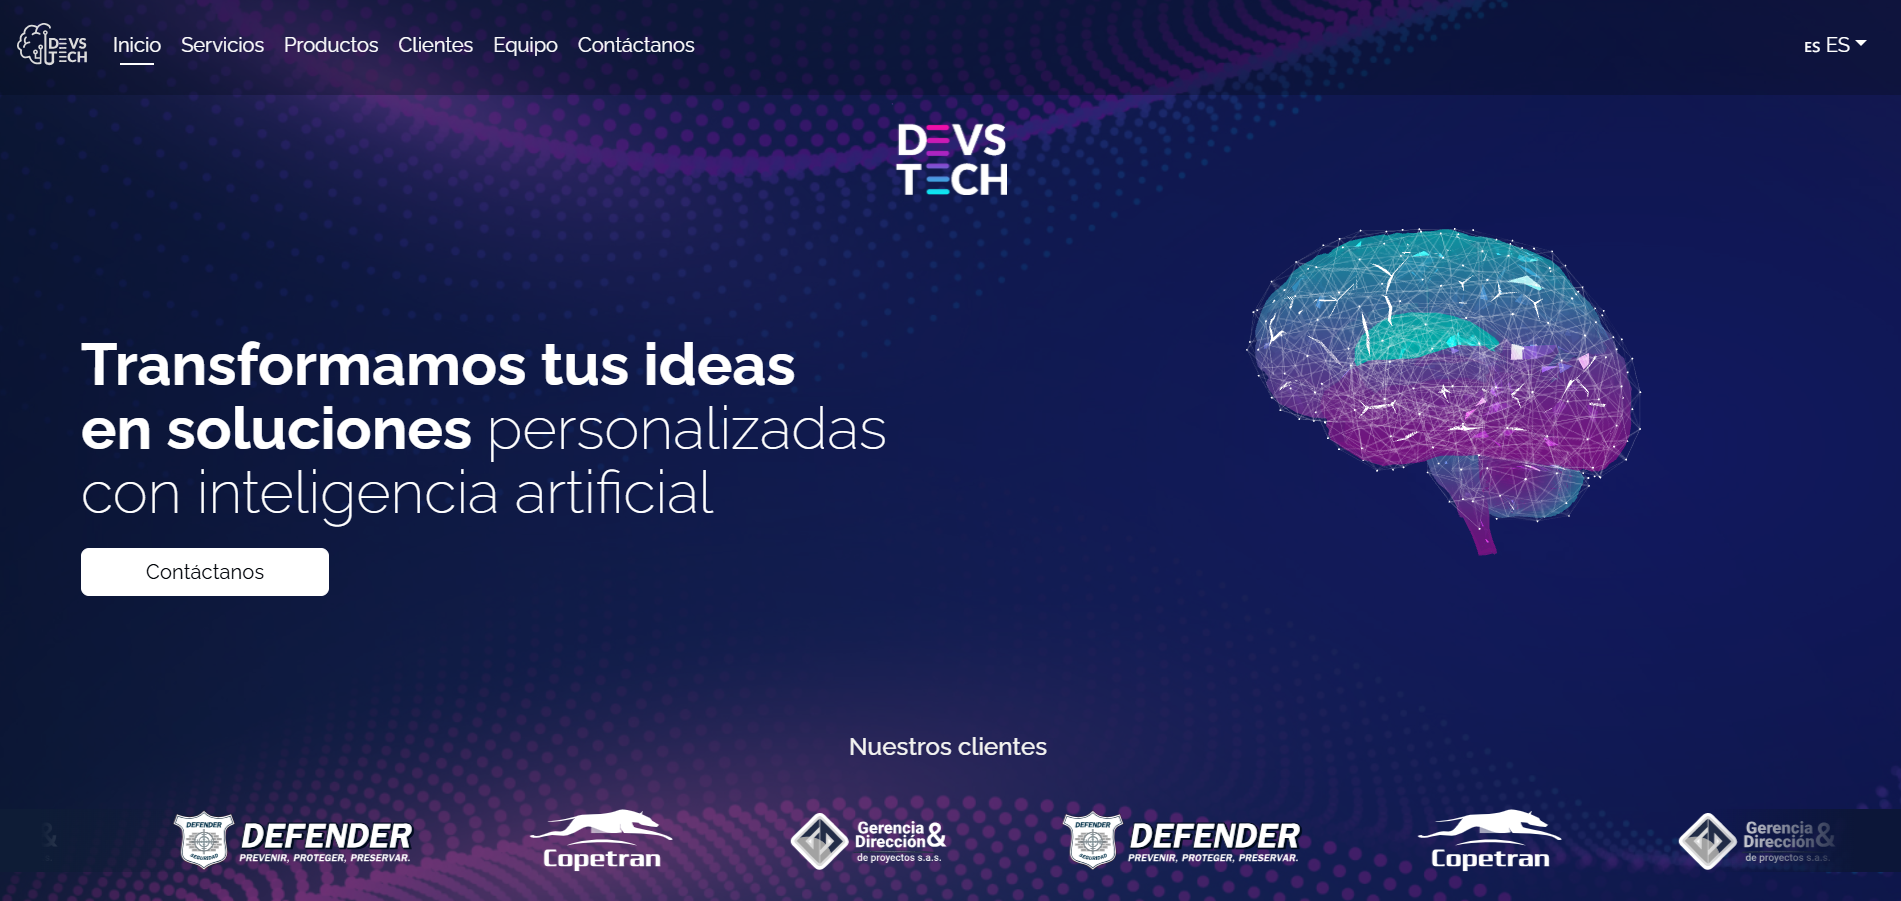 DEVS
TECH
Inicio
Servicios
Productos
Clientes
Equipo
Contáctanos
ES ES
DEVS
TECH
Transformamos tus ideas
en soluciones personalizadas
con inteligencia artificial
Contáctanos
Nuestros clientes
&
DEFENDER
SEGURIDAD
DEFENDER
PREVENIR, PROTEGER, PRESERVAR.
Copetran
Gerencia &
Dirección
de proyectos s.a.s.
DEFENDER
SEGURIDAD
DEFENDER
PREVENIR, PROTEGER, PRESERVAR.
Copetran
Gerencia &
Dirección
de proyectos s.a.s.